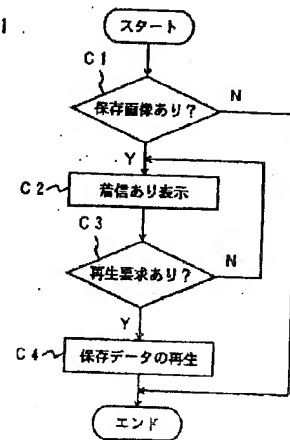 1
スタート
C1
保存画像あり?
N
Y
C2
着信あり表示
C3
再生要求あり?
N
Y
C4
保存データの再生
エンド